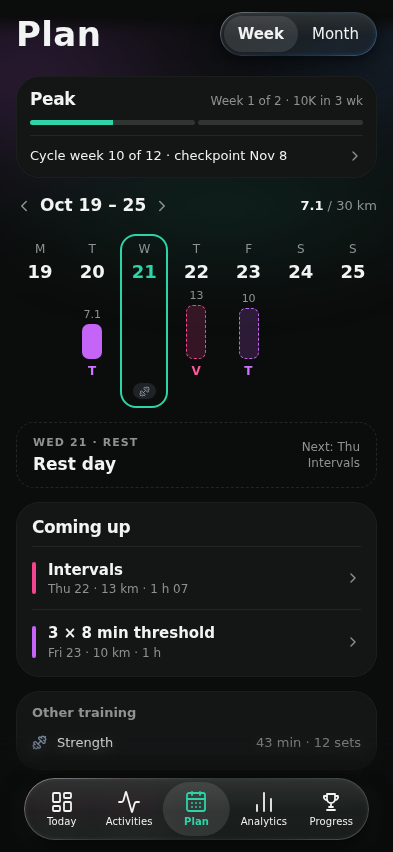 Plan
Week Month
Peak
Week 1 of 2 · 10K in 3 wk
Cycle week 10 of 12 · checkpoint Nov 8
Oct 19 – 25
7.1 / 30 km
M T W T F S S
19 20 21 22 23 24 25
7.1 13 10
T V T
WED 21 · REST
Rest day
Next: Thu
Intervals
Coming up
Intervals
Thu 22 · 13 km · 1 h 07
3 × 8 min threshold
Fri 23 · 10 km · 1 h
Other training
Strength 43 min · 12 sets
Today Activities Plan Analytics Progress